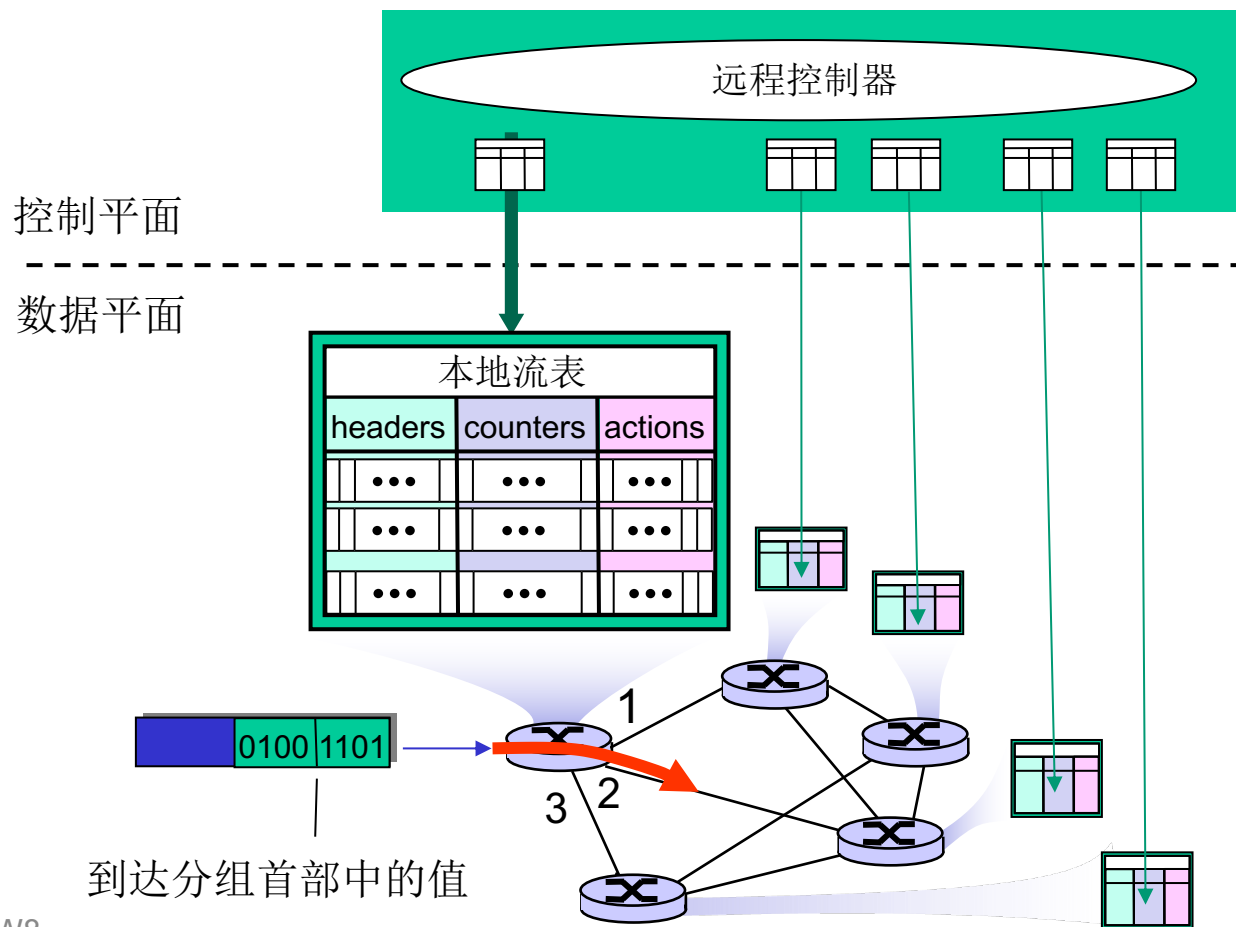 远程控制器
控制平面
数据平面
本地流表
headers counters actions
1
0100 1101
2
3
到达分组首部中的值